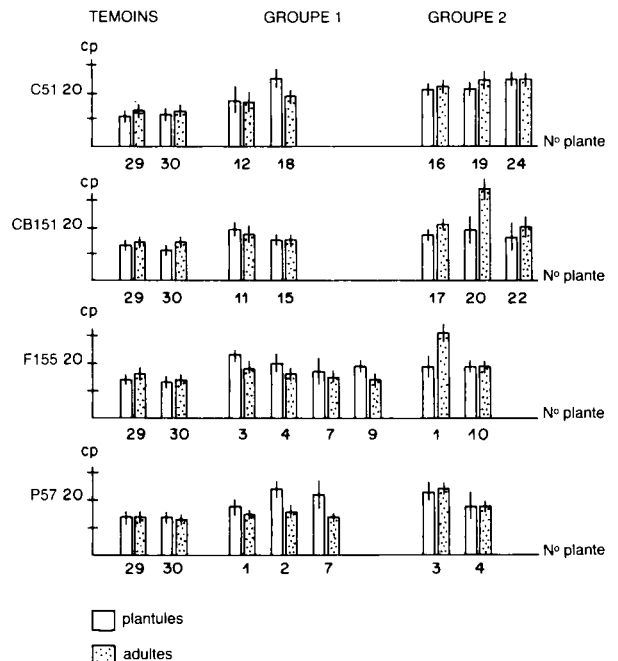 TEMOINS GROUPE 1 GROUPE 2
cp
C51 20
N° plante
29 30 12 18 16 19 24
cp
CB151 20
N° plante
29 30 11 15 17 20 22
cp
F155 20
N° plante
29 30 3 4 7 9 1 10
cp
P57 20
N° plante
29 30 1 2 7 3 4
plantules
adultes